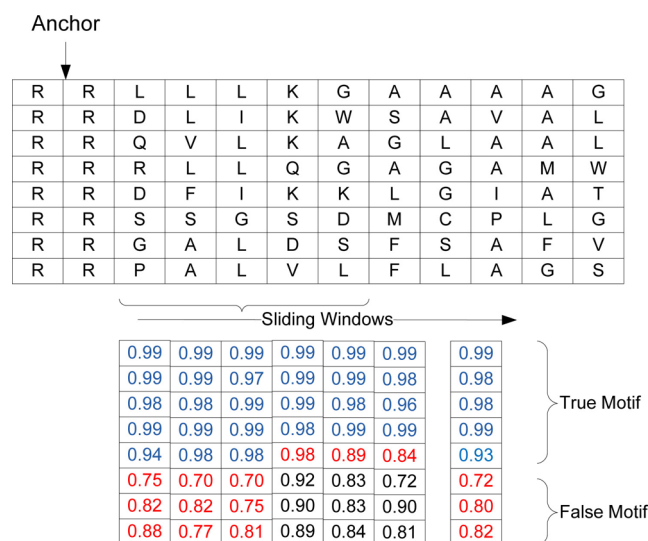 Anchor
R R L L L K G A A A A G
R R D L I K W S A V A L
R R Q V L K A G L A A L
R R R L L Q G A G A M W
R R D F I K K L G I A T
R R S S G S D M C P L G
R R G A L D S F S A F V
R R P A L V L F L A G S
Sliding Windows
0.99 0.99 0.99 0.99 0.99 0.99 0.99
0.99 0.99 0.97 0.99 0.99 0.98 0.98
0.98 0.98 0.99 0.99 0.98 0.96 0.98
0.99 0.99 0.99 0.98 0.99 0.99 0.99
0.94 0.98 0.98 0.98 0.89 0.84 0.93
True Motif
0.75 0.70 0.70 0.92 0.83 0.72 0.72
0.82 0.82 0.75 0.90 0.83 0.90 0.80
0.88 0.77 0.81 0.89 0.84 0.81 0.82
False Motif